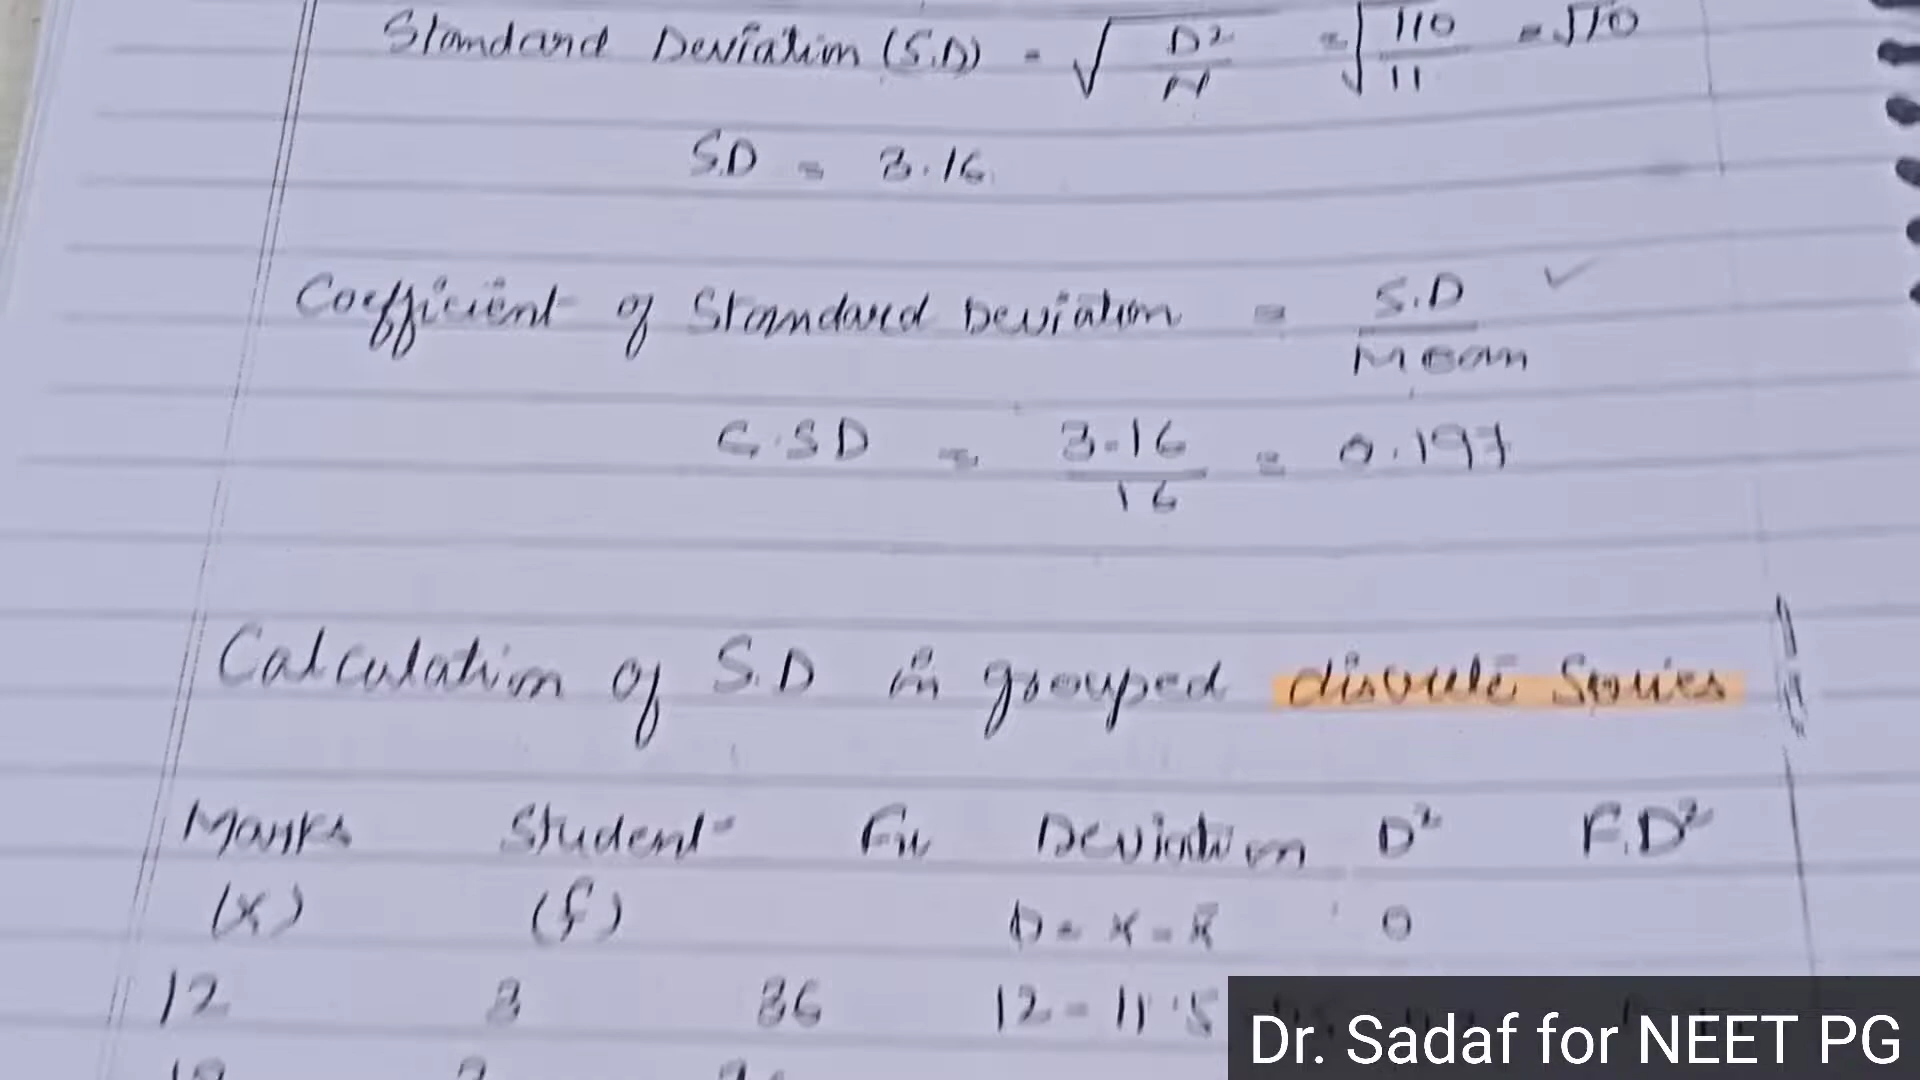 Standard Deviation (S.D) = √ D² / N = √ 110 / 11 = √10
S.D = 3.16
Coefficient of Standard Deviation = S.D / Mean ✓
C.SD = 3.16 / 16 = 0.197
Calculation of S.D in grouped discrete Series
Marks Student Fx Deviation D² F.D²
(x) (f) D = x - x̄ 0
12 3 36 12 - 11.5
Dr. Sadaf for NEET PG